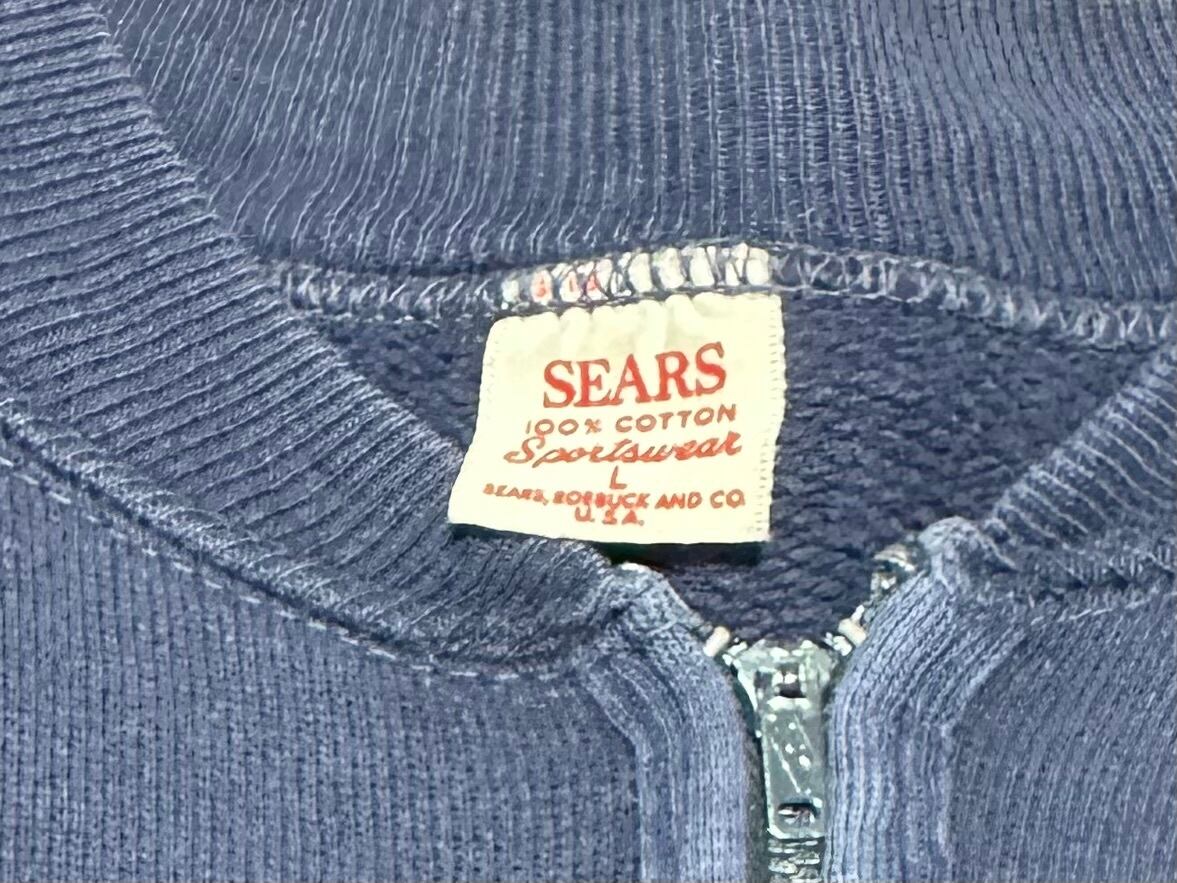 SEARS
100% COTTON
Sportswear
L
SEARS, ROEBUCK AND CO.
U.S.A.